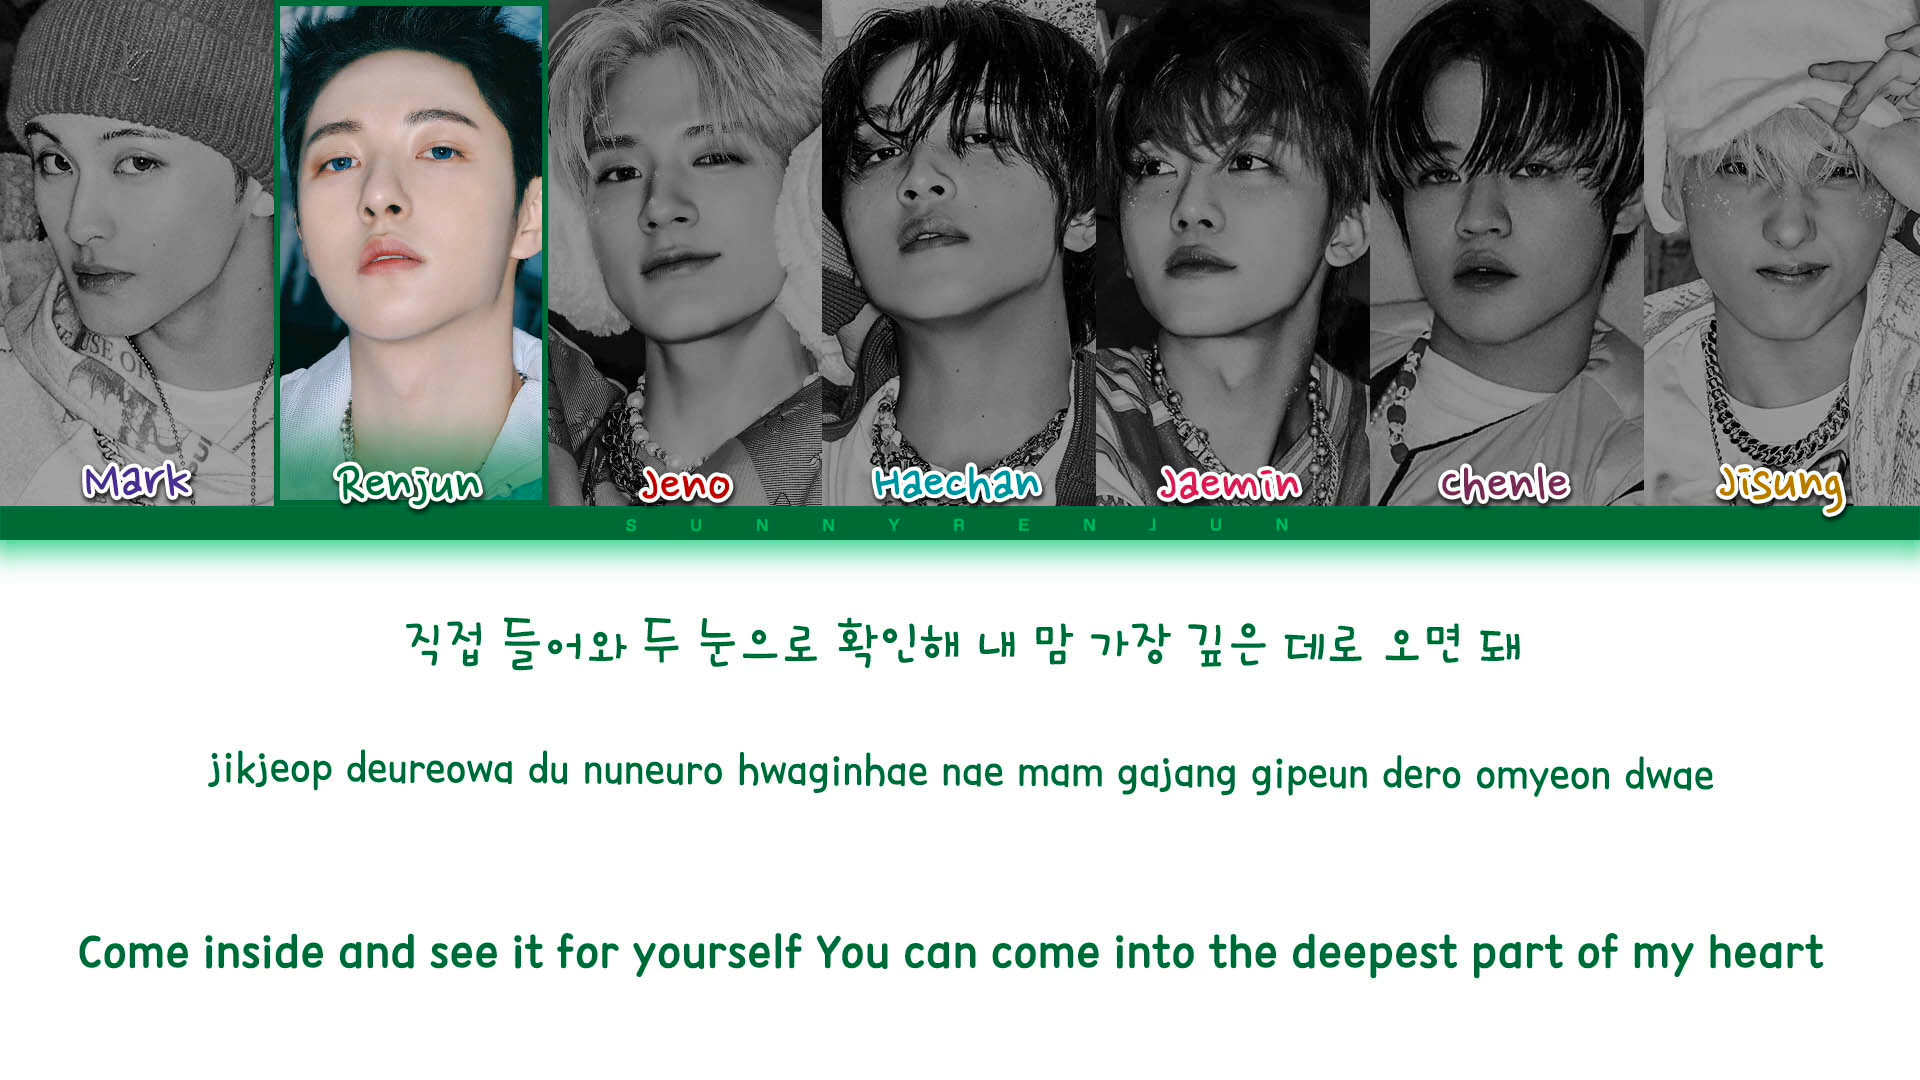 USE OF
Mark Renjun Jeno Haechan Jaemin Chenle Jisung
SUNNYRENJUN
직접 들어와 두 눈으로 확인해 내 맘 가장 깊은 데로 오면 돼
jikjeop deureowa du nuneuro hwaginhae nae mam gajang gipeun dero omyeon dwae
Come inside and see it for yourself You can come into the deepest part of my heart